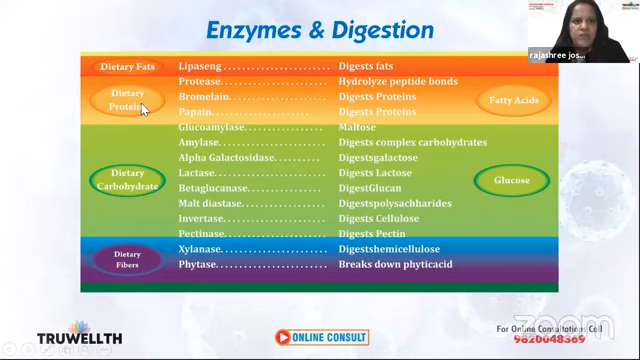 Enzymes & Digestion
rajashree jos...
Dietary Fats
Lipaseng.......................Digests fats
Protease.......................Hydrolyze peptide bonds
Dietary
Protein
Bromelain.......................Digests Proteins
Fatty Acids
Papain.......................Digests Proteins
Glucoamylase.................Maltose
Amylase.......................Digests complex carbohydrates
Alpha Galactosidase.........Digestsgalactose
Dietary
Carbohydrate
Lactase.......................Digests Lactose
Glucose
Betaglucanase.................DigestGlucan
Malt diastase.................Digestspolysachharides
Invertase.......................Digests Cellulose
Pectinase.......................Digests Pectin
Dietary
Fibers
Xylanase.......................Digestshemicellulose
Phytase.......................Breaks down phyticacid
TRUWELLTH
ONLINE CONSULT
For Online Consultations Call
9820048369
zoom